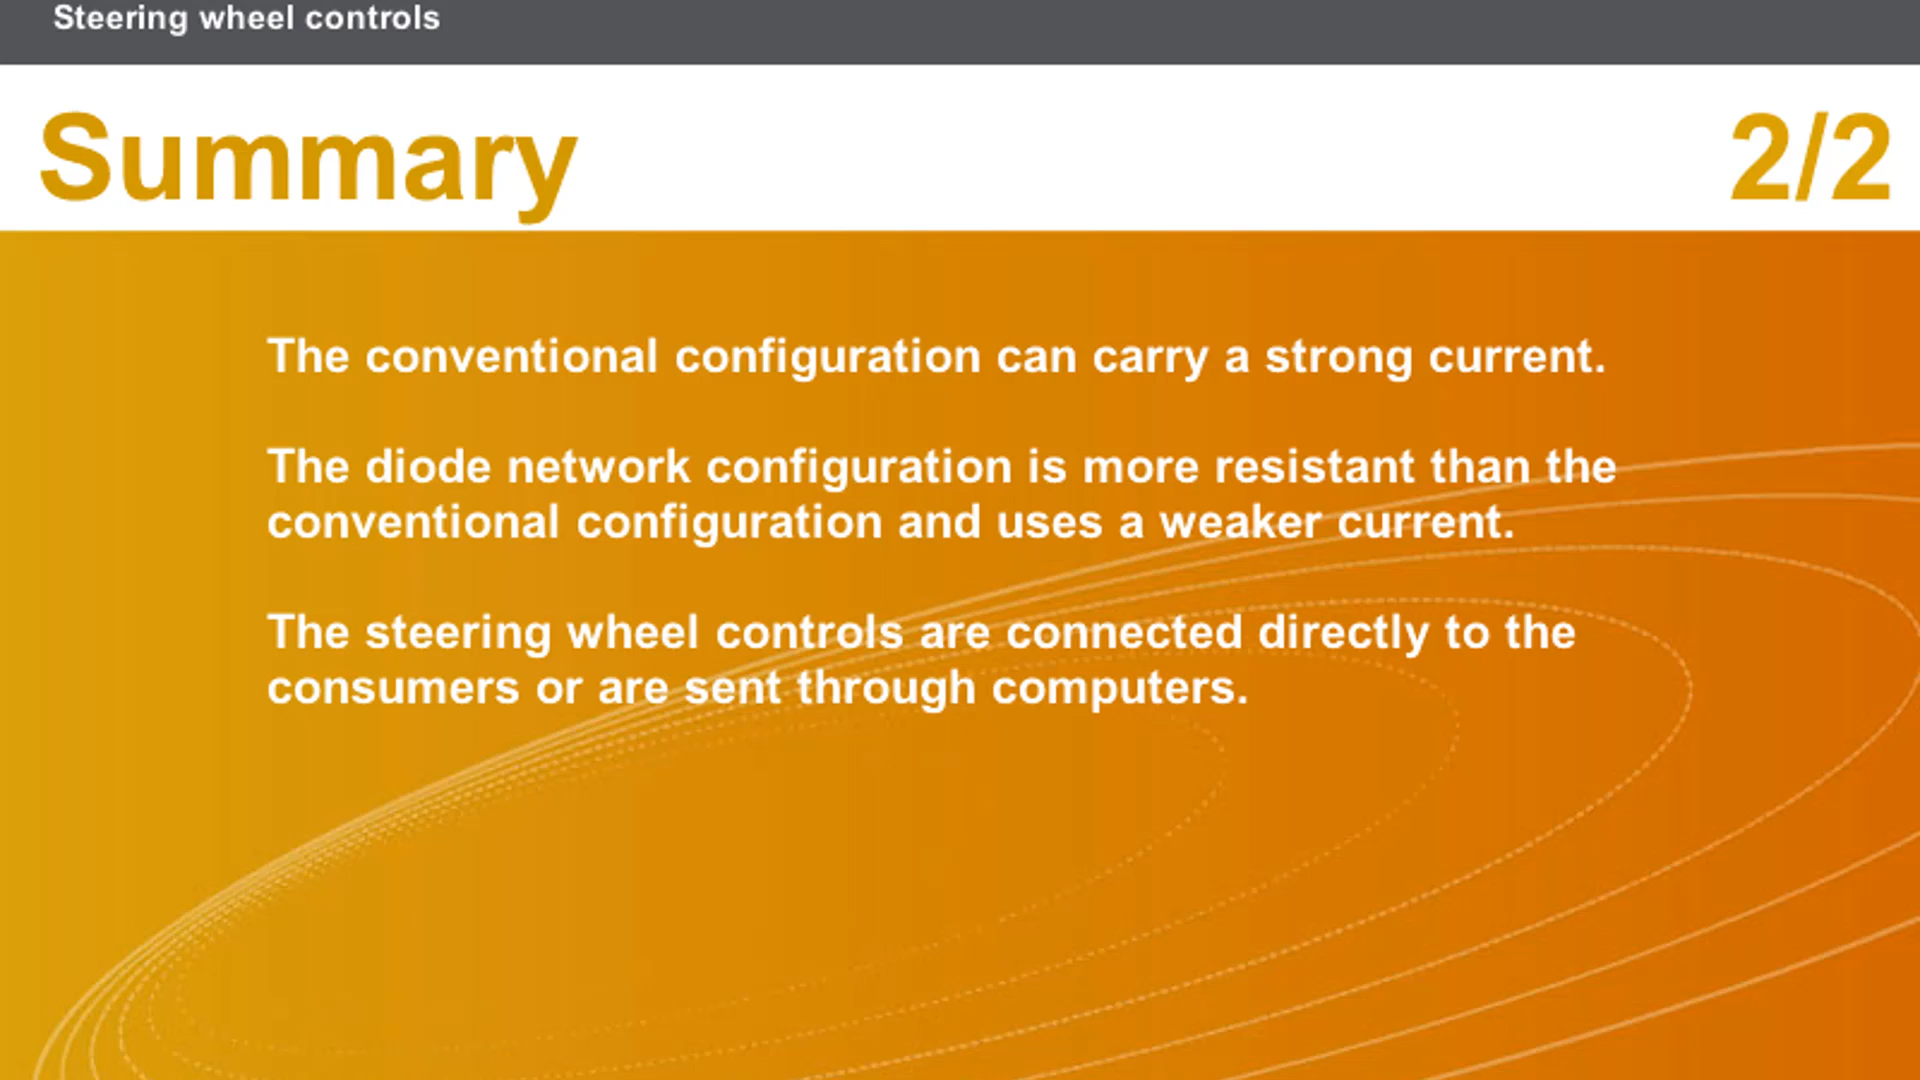 Steering wheel controls
Summary
2/2
The conventional configuration can carry a strong current.
The diode network configuration is more resistant than the
conventional configuration and uses a weaker current.
The steering wheel controls are connected directly to the
consumers or are sent through computers.